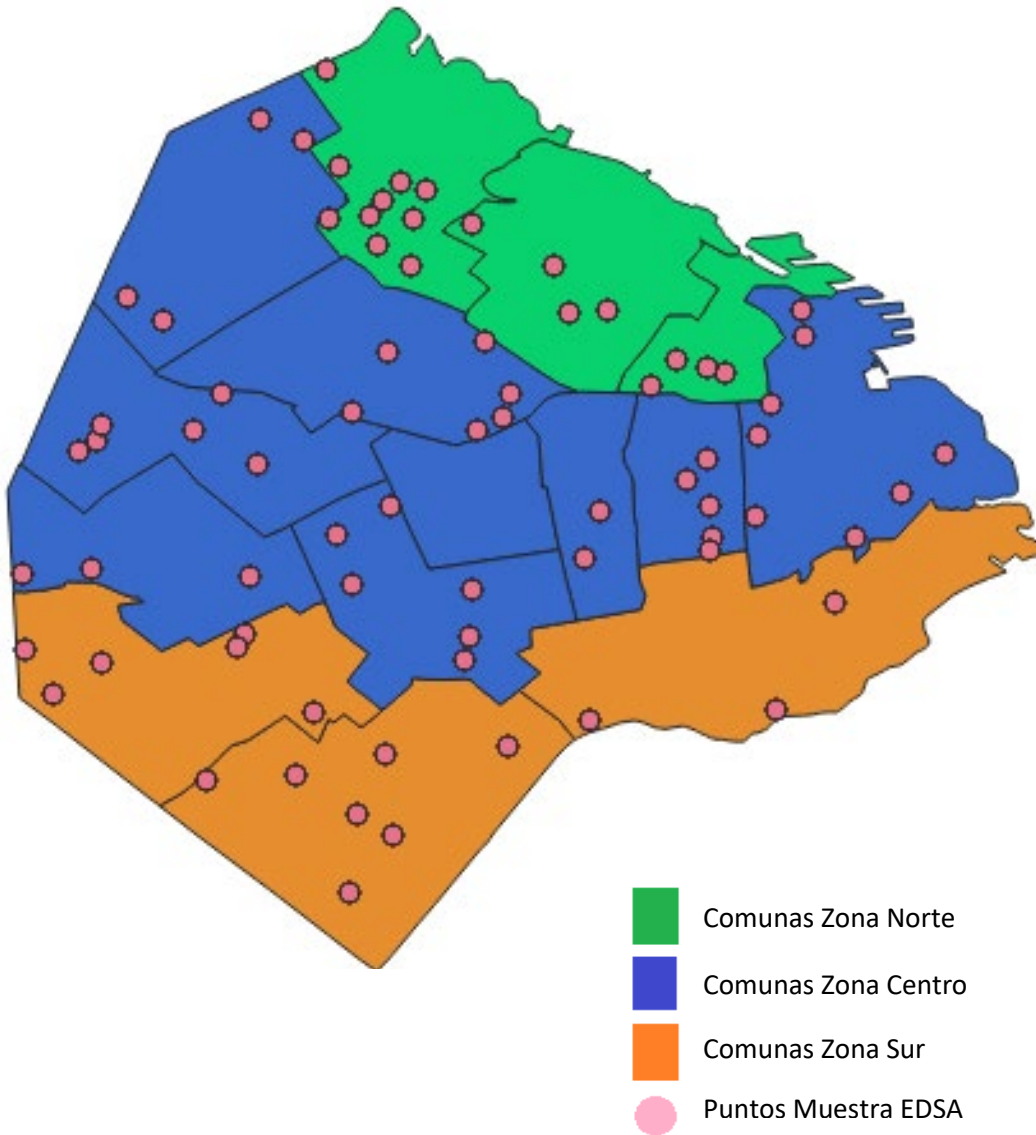 Comunas Zona Norte
Comunas Zona Centro
Comunas Zona Sur
Puntos Muestra EDSA